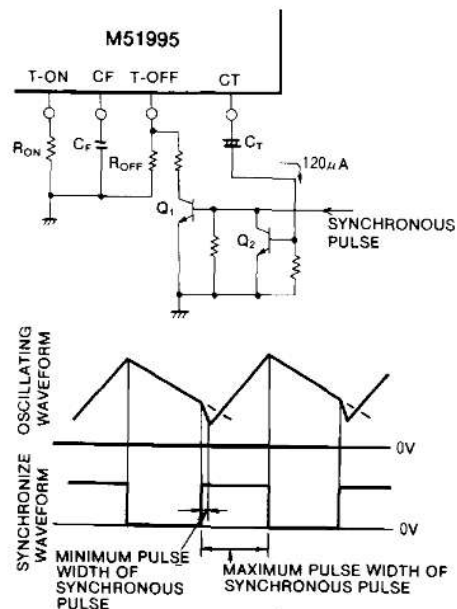 M51995
T-ON CF T-OFF CT
RON
CF
ROFF
CT
120μA
Q1
Q2
SYNCHRONOUS
PULSE
OSCILLATING
WAVEFORM
0V
SYNCHRONIZE
WAVEFORM
0V
MINIMUM PULSE
WIDTH OF
SYNCHRONOUS
PULSE
MAXIMUM PULSE WIDTH OF
SYNCHRONOUS PULSE